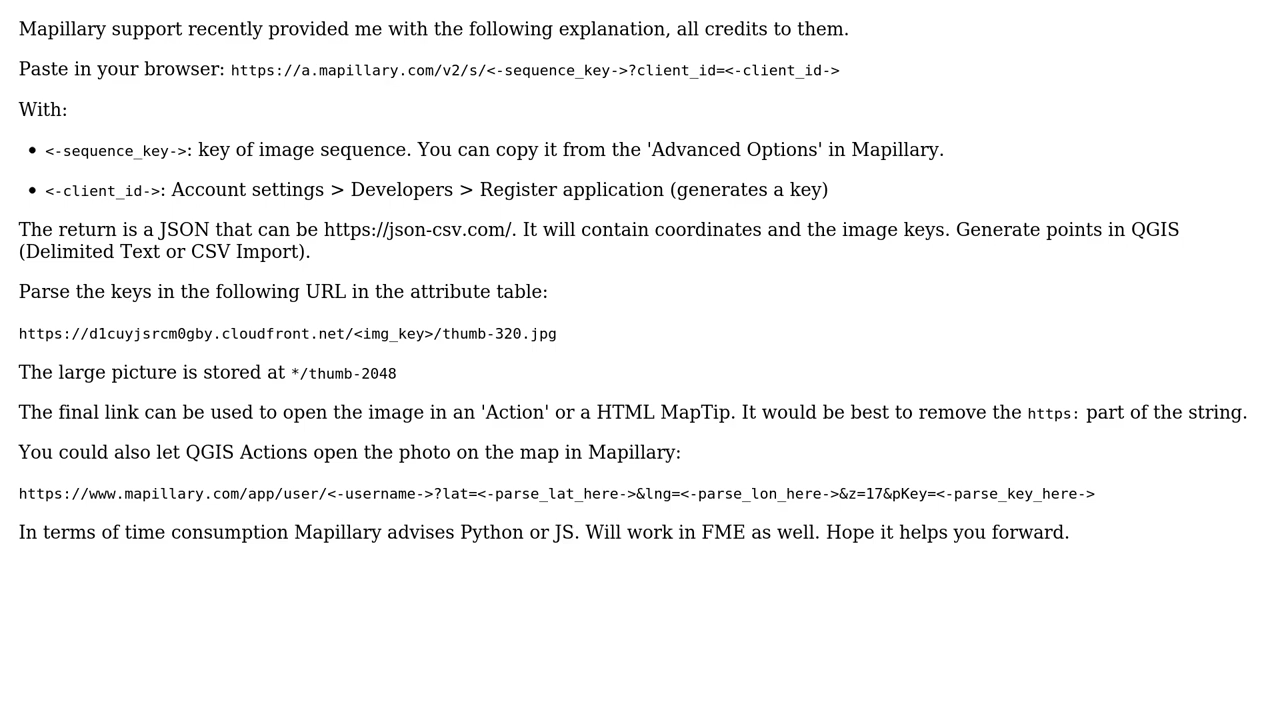 Mapillary support recently provided me with the following explanation, all credits to them.
Paste in your browser: https://a.mapillary.com/v2/s/<-sequence_key->?client_id=<-client_id->
With:
• <-sequence_key->: key of image sequence. You can copy it from the 'Advanced Options' in Mapillary.
• <-client_id->: Account settings > Developers > Register application (generates a key)
The return is a JSON that can be https://json-csv.com/. It will contain coordinates and the image keys. Generate points in QGIS
(Delimited Text or CSV Import).
Parse the keys in the following URL in the attribute table:
https://d1cuyjsrcm0gby.cloudfront.net/<img_key>/thumb-320.jpg
The large picture is stored at */thumb-2048
The final link can be used to open the image in an 'Action' or a HTML MapTip. It would be best to remove the https: part of the string.
You could also let QGIS Actions open the photo on the map in Mapillary:
https://www.mapillary.com/app/user/<-username->?lat=<-parse_lat_here->&lng=<-parse_lon_here->&z=17&pKey=<-parse_key_here->
In terms of time consumption Mapillary advises Python or JS. Will work in FME as well. Hope it helps you forward.